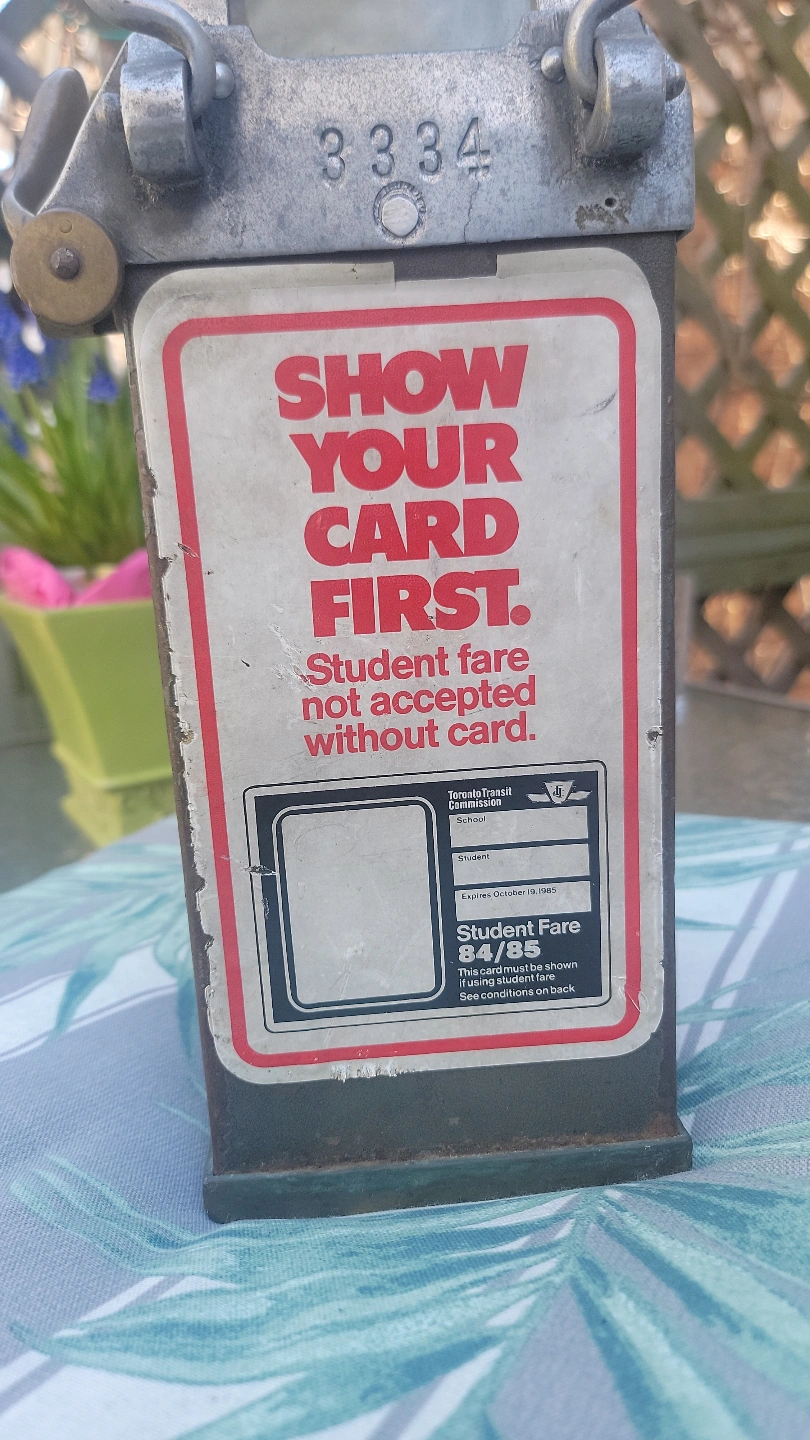 3334
SHOW
YOUR
CARD
FIRST.
Student fare
not accepted
without card.
Toronto Transit
Commission
School
Student
Expires October 19, 1985
Student Fare
84/85
This card must be shown
if using student fare
See conditions on back